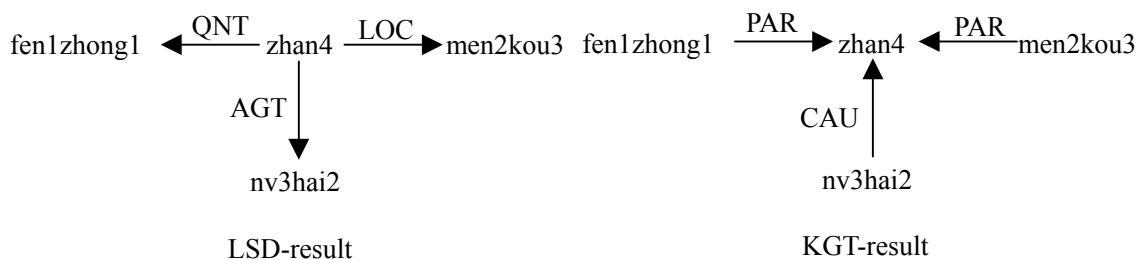 QNT LOC PAR PAR
fen1zhong1 zhan4 men2kou3 fen1zhong1 zhan4 men2kou3
AGT CAU
nv3hai2 nv3hai2
LSD-result KGT-result